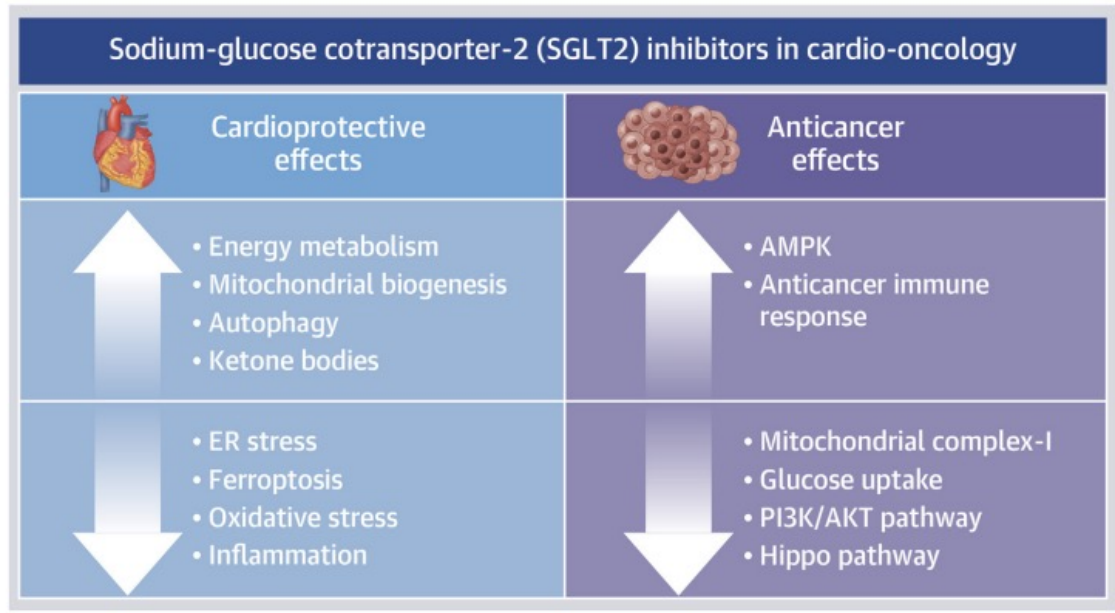 Sodium-glucose cotransporter-2 (SGLT2) inhibitors in cardio-oncology
Cardioprotective
effects
Anticancer
effects
• Energy metabolism
• Mitochondrial biogenesis
• Autophagy
• Ketone bodies
• AMPK
• Anticancer immune
response
• ER stress
• Ferroptosis
• Oxidative stress
• Inflammation
• Mitochondrial complex-I
• Glucose uptake
• PI3K/AKT pathway
• Hippo pathway